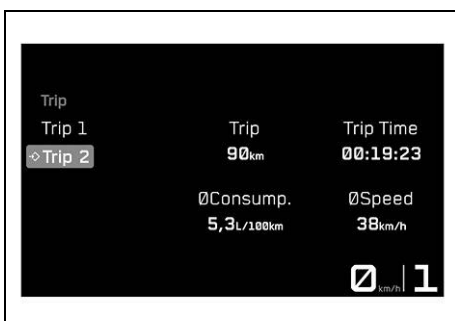 Trip
Trip 1
Trip 2
Trip
90km
Trip Time
00:19:23
ØConsump.
5,3L/100km
ØSpeed
38km/h
0km/h 1